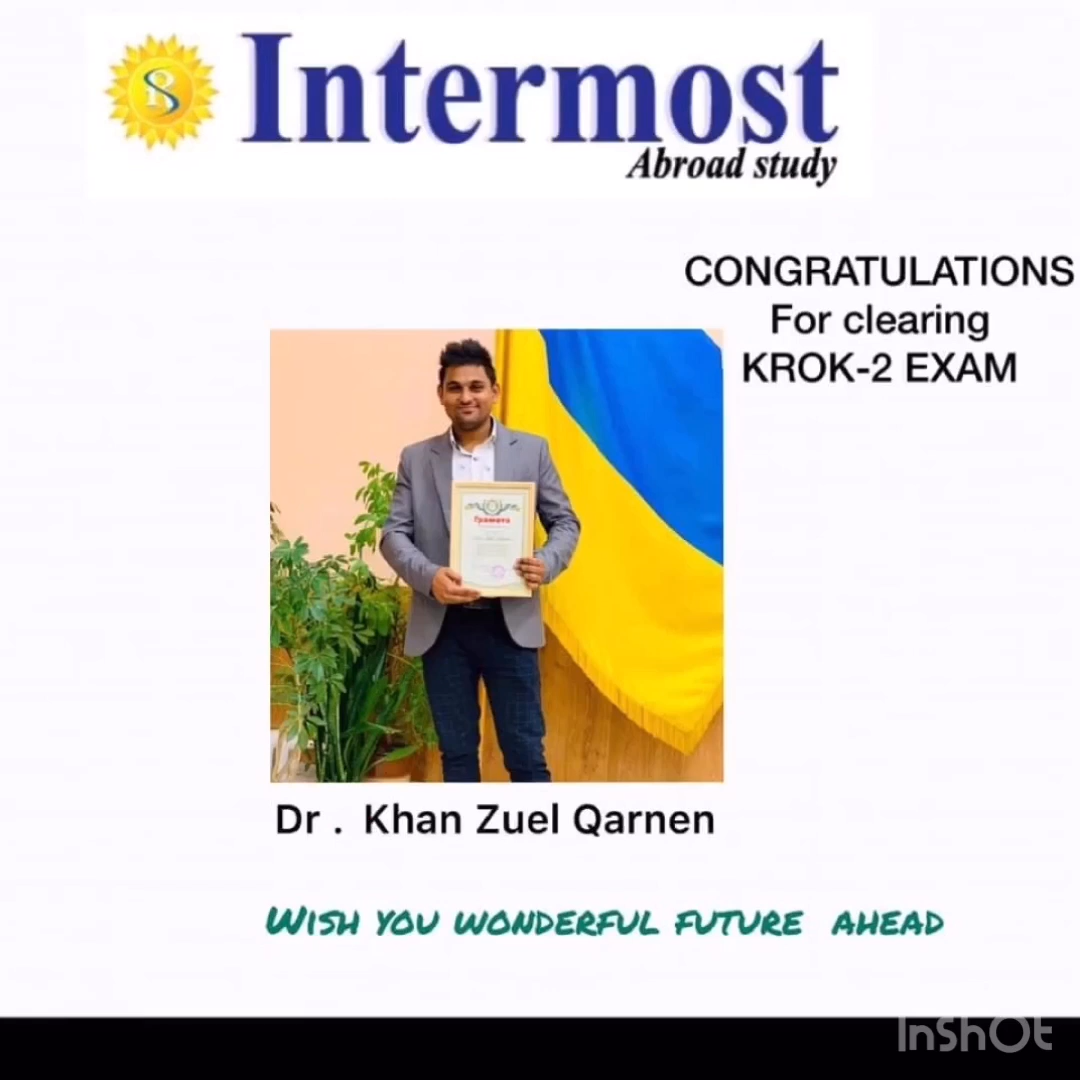 Intermost
Abroad study
CONGRATULATIONS
For clearing
KROK-2 EXAM
Грамота
Dr . Khan Zuel Qarnen
WISH YOU WONDERFUL FUTURE AHEAD
InShOt